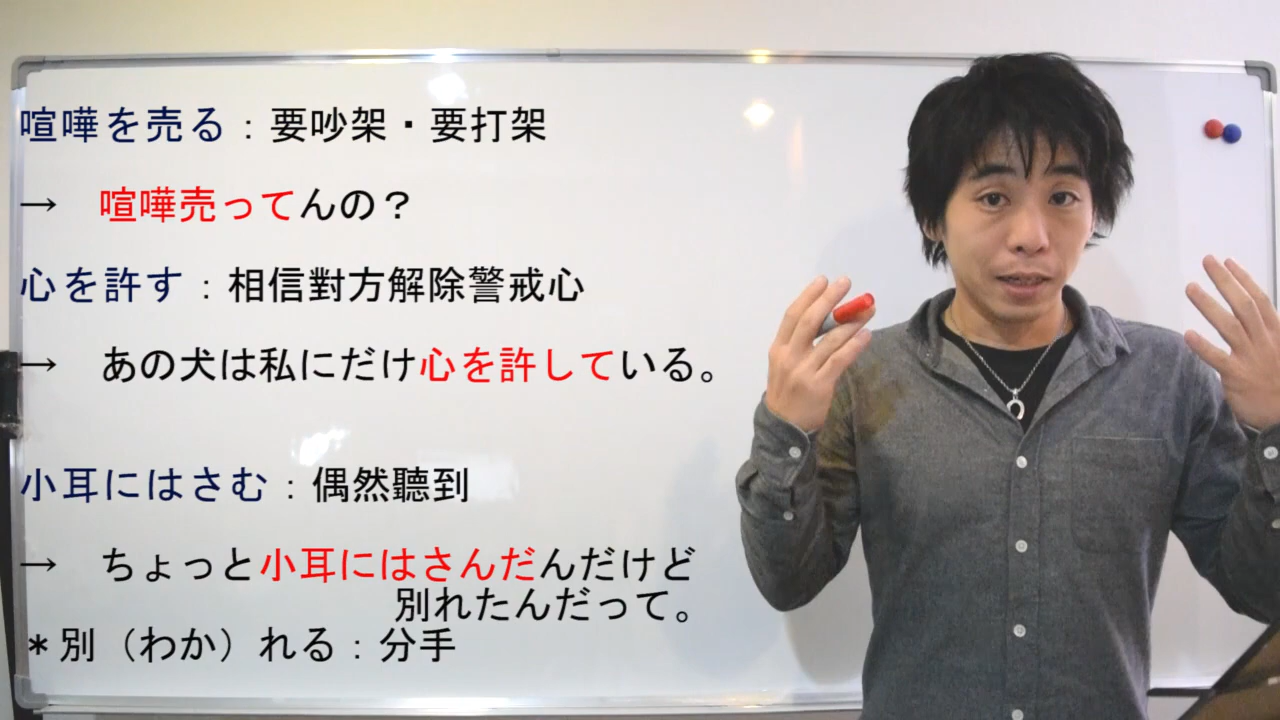 喧嘩を売る：要吵架・要打架
→　喧嘩売ってんの？
心を許す：相信對方解除警戒心
→　あの犬は私にだけ心を許している。
小耳にはさむ：偶然聽到
→　ちょっと小耳にはさんだんだけど
別れたんだって。
＊別（わか）れる：分手